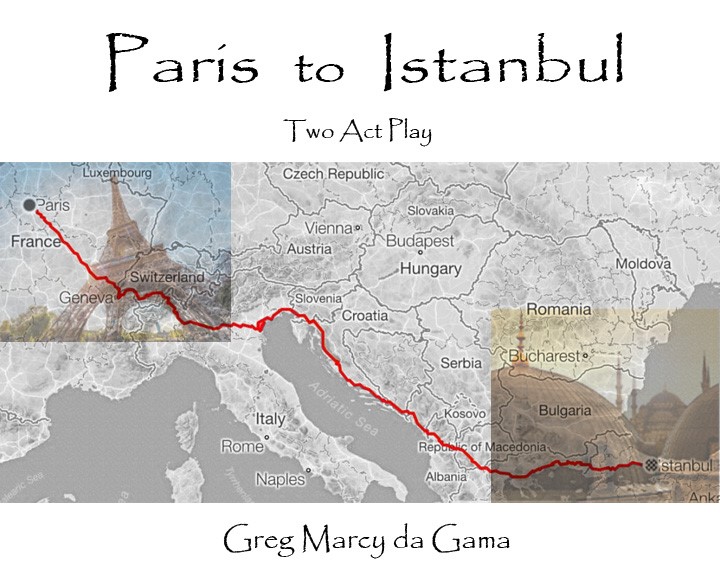 Paris to Istanbul
Two Act Play
Luxembourg
Czech Republic
Paris
Slovakia
Vienna
France
Budapest
Austria
Hungary
Moldova
Switzerland
Geneva
Slovenia
Croatia
Romania
Bucharest
Serbia
Adriatic Sea
Kosovo
Bulgaria
Italy
Rome
Republic of Macedonia
Istanbul
Albania
Naples
Anka
Greg Marcy da Gama